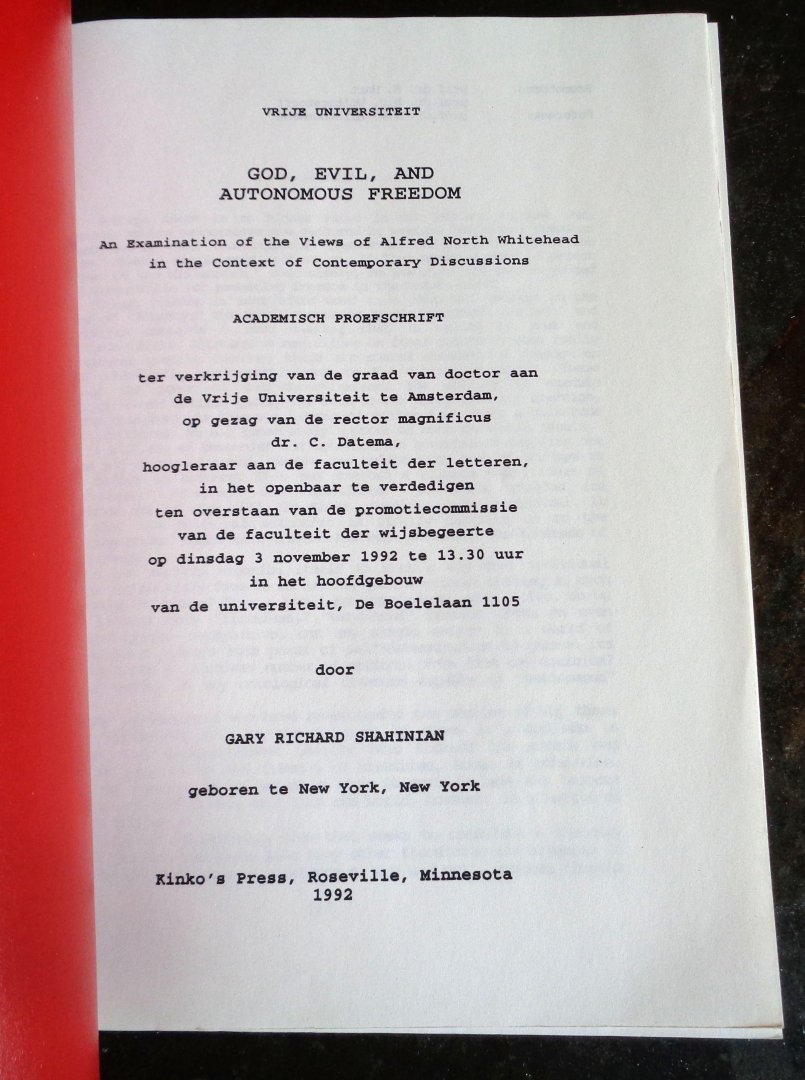 VRIJE UNIVERSITEIT
GOD, EVIL, AND
AUTONOMOUS FREEDOM
An Examination of the Views of Alfred North Whitehead
in the Context of Contemporary Discussions
ACADEMISCH PROEFSCHRIFT
ter verkrijging van de graad van doctor aan
de Vrije Universiteit te Amsterdam,
op gezag van de rector magnificus
dr. C. Datema,
hoogleraar aan de faculteit der letteren,
in het openbaar te verdedigen
ten overstaan van de promotiecommissie
van de faculteit der wijsbegeerte
op dinsdag 3 november 1992 te 13.30 uur
in het hoofdgebouw
van de universiteit, De Boelelaan 1105
door
GARY RICHARD SHAHINIAN
geboren te New York, New York
Kinko's Press, Roseville, Minnesota
1992